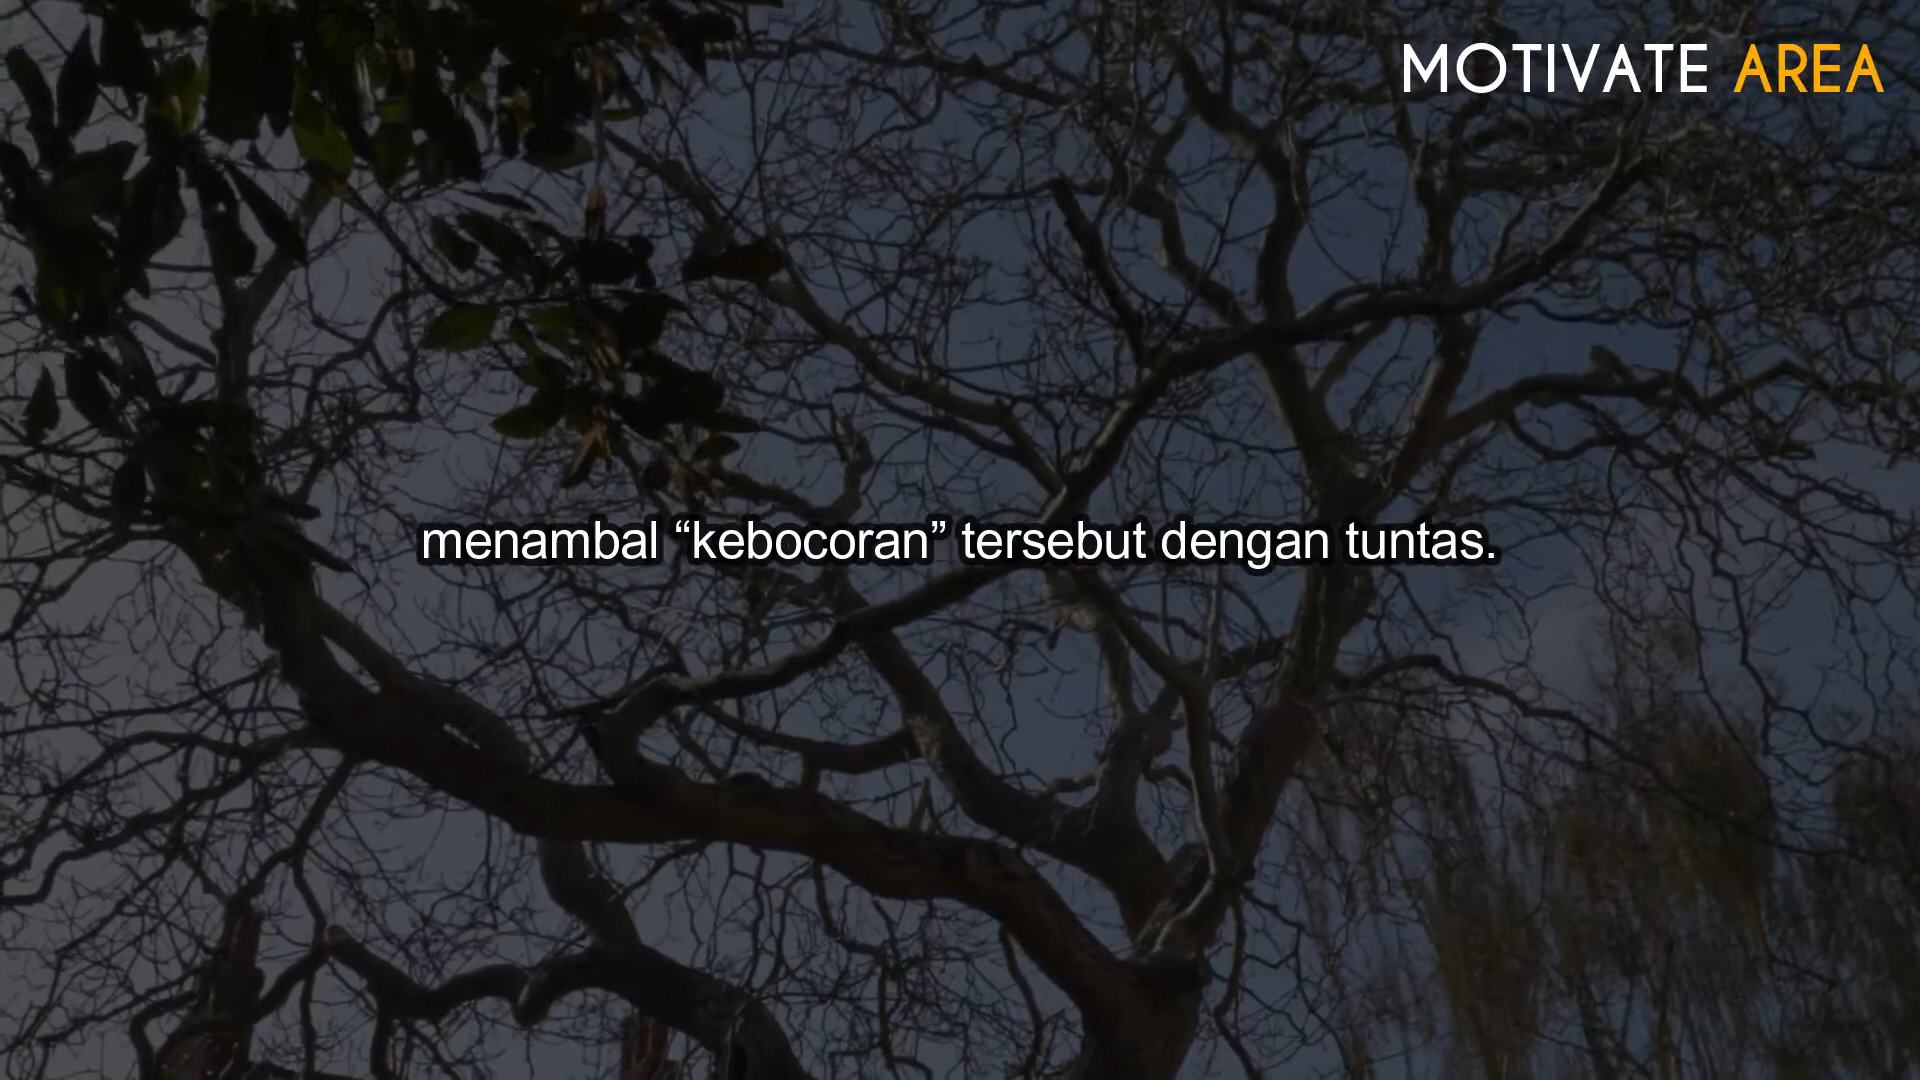 MOTIVATE AREA
menambal “kebocoran” tersebut dengan tuntas.